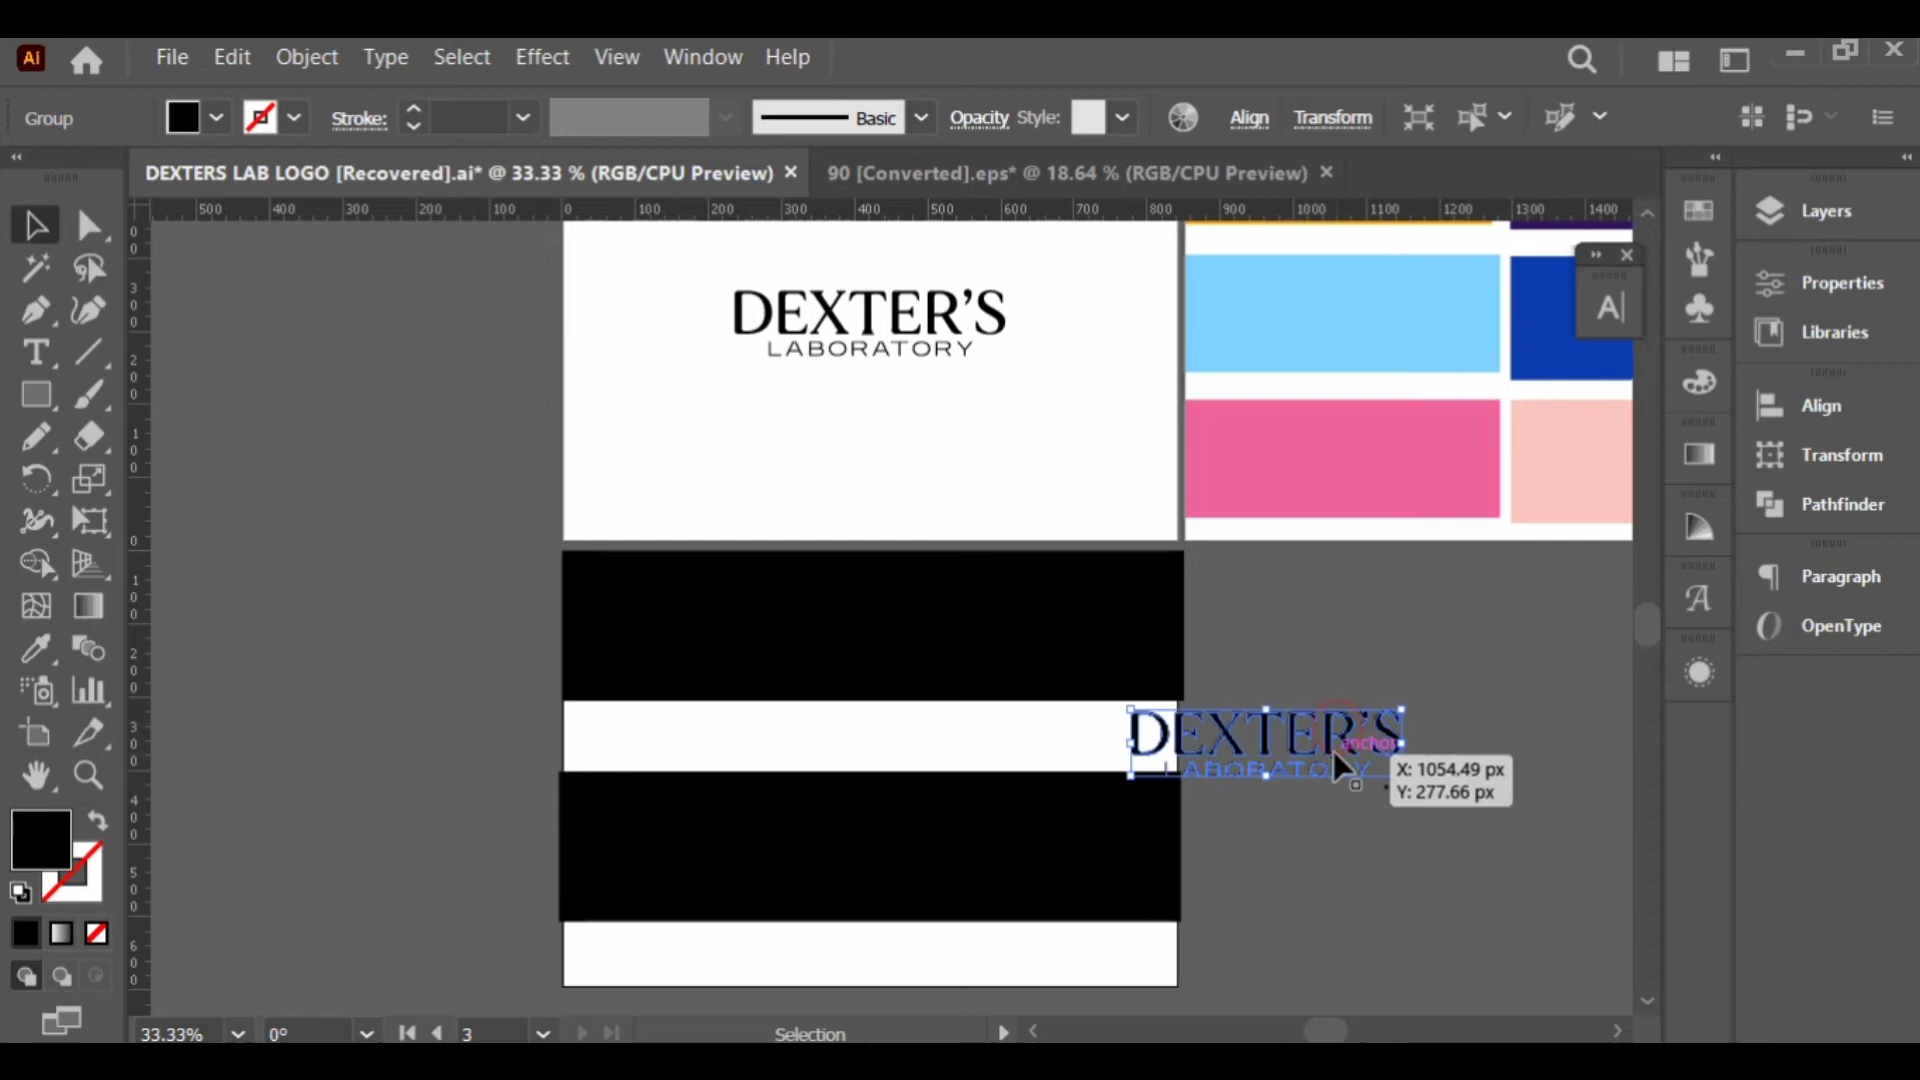 Ai File Edit Object Type Select Effect View Window Help
Group Stroke: Basic Opacity Style: Align Transform
DEXTERS LAB LOGO [Recovered].ai* @ 33.33 % (RGB/CPU Preview) × 90 [Converted].eps* @ 18.64 % (RGB/CPU Preview) ×
500 400 300 200 100 0 100 200 300 400 500 600 700 800 900 1000 1100 1200 1300 1400
Layers
Properties
Libraries
Align
Transform
Pathfinder
Paragraph
OpenType
DEXTER'S
LABORATORY
DEXTER'S
LABORATORY
anchor
X: 1054.49 px
Y: 277.66 px
33.33% 0° 3 Selection